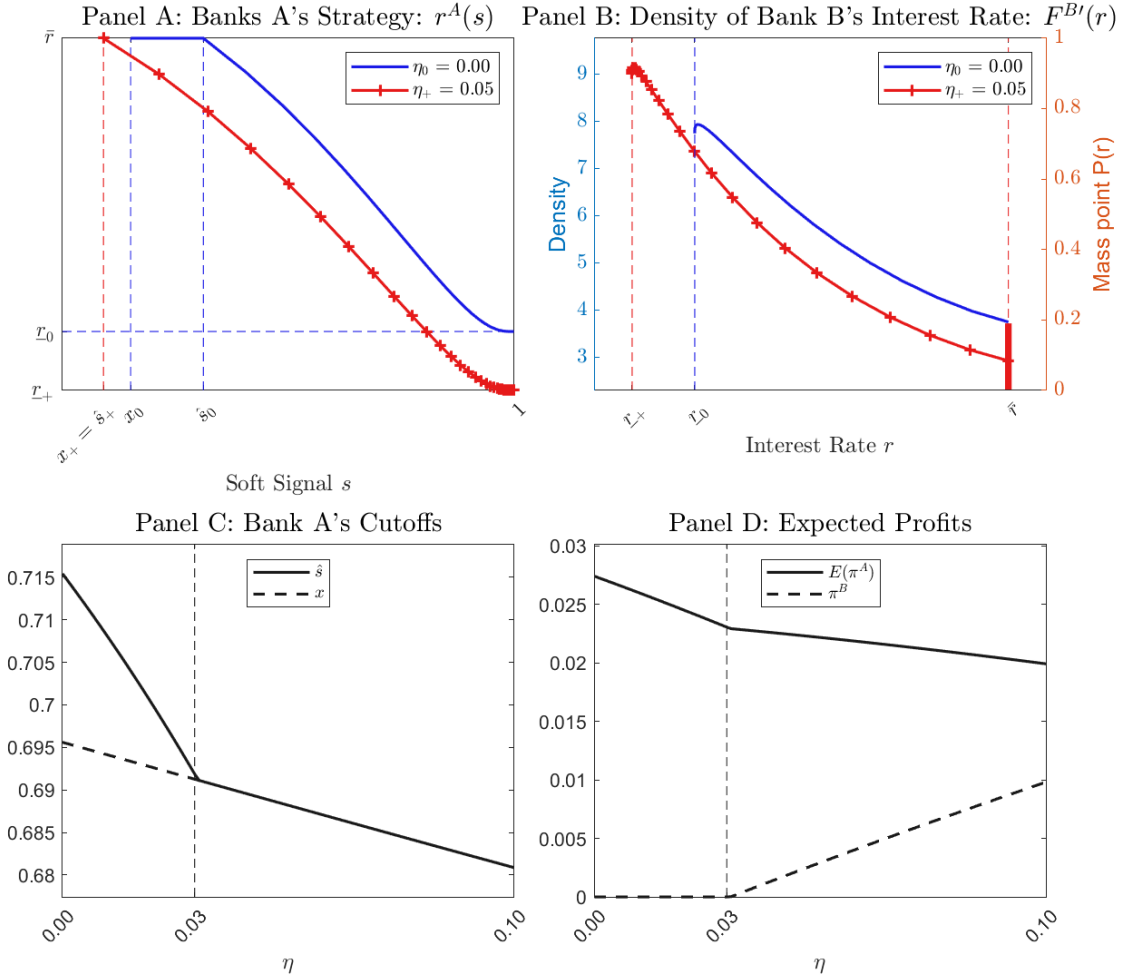 Panel A: Banks A's Strategy: r^A(s)
r̄
η₀ = 0.00
η₊ = 0.05
r̲₀
r̲₊
x₊ = ŝ₊
x₀
ŝ₀
1
Soft Signal s
Panel B: Density of Bank B's Interest Rate: F^B′(r)
η₀ = 0.00
η₊ = 0.05
9
8
7
6
5
4
3
Density
1
0.8
0.6
0.4
0.2
0
Mass point P(r)
r̲₊
r̲₀
r̄
Interest Rate r
Panel C: Bank A's Cutoffs
ŝ
x
0.715
0.71
0.705
0.7
0.695
0.69
0.685
0.68
0.00
0.03
0.10
η
Panel D: Expected Profits
E(π^A)
π^B
0.03
0.025
0.02
0.015
0.01
0.005
0
0.00
0.03
0.10
η